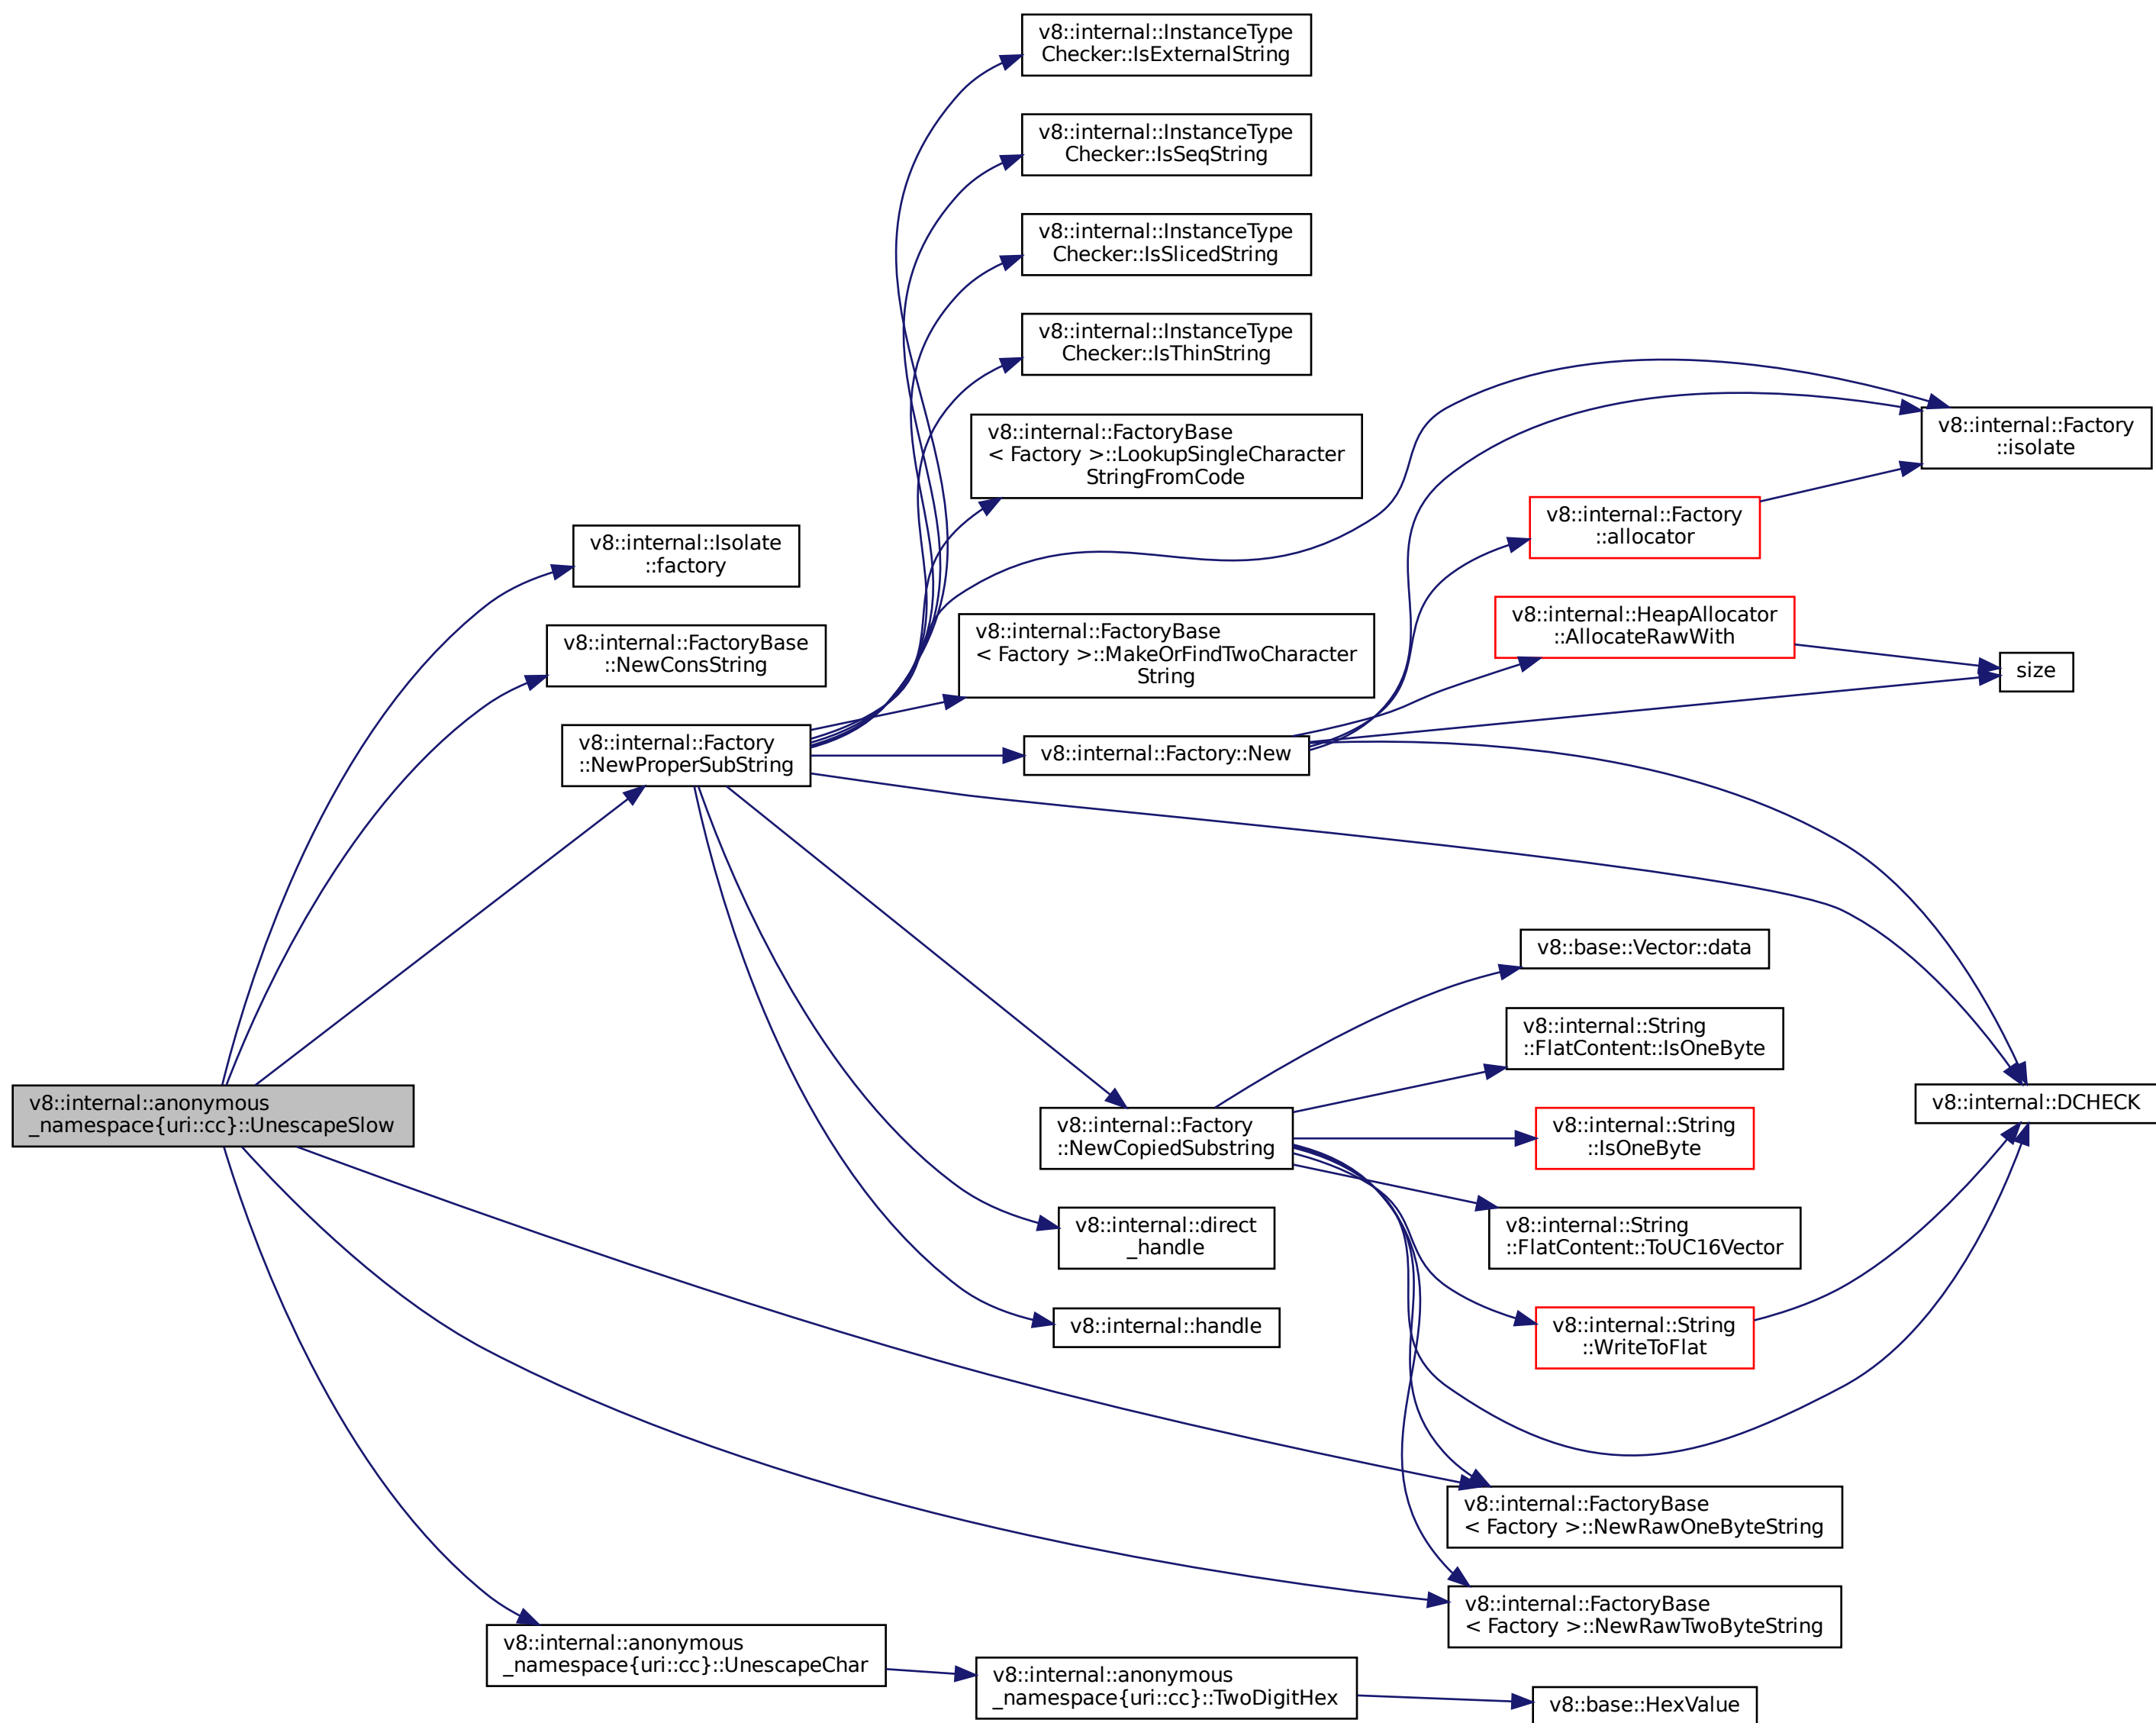 v8::internal::InstanceType
Checker::IsExternalString
v8::internal::InstanceType
Checker::IsSeqString
v8::internal::InstanceType
Checker::IsSlicedString
v8::internal::InstanceType
Checker::IsThinString
v8::internal::FactoryBase
< Factory >::LookupSingleCharacter
StringFromCode
v8::internal::Factory
::isolate
v8::internal::Factory
::allocator
v8::internal::Isolate
::factory
v8::internal::HeapAllocator
::AllocateRawWith
v8::internal::FactoryBase
< Factory >::MakeOrFindTwoCharacter
String
v8::internal::FactoryBase
::NewConsString
size
v8::internal::Factory
::NewProperSubString
v8::internal::Factory::New
v8::base::Vector::data
v8::internal::String
::FlatContent::IsOneByte
v8::internal::anonymous
_namespace{uri::cc}::UnescapeSlow
v8::internal::DCHECK
v8::internal::Factory
::NewCopiedSubstring
v8::internal::String
::IsOneByte
v8::internal::direct
_handle
v8::internal::String
::FlatContent::ToUC16Vector
v8::internal::handle
v8::internal::String
::WriteToFlat
v8::internal::FactoryBase
< Factory >::NewRawOneByteString
v8::internal::FactoryBase
< Factory >::NewRawTwoByteString
v8::internal::anonymous
_namespace{uri::cc}::UnescapeChar
v8::internal::anonymous
_namespace{uri::cc}::TwoDigitHex
v8::base::HexValue